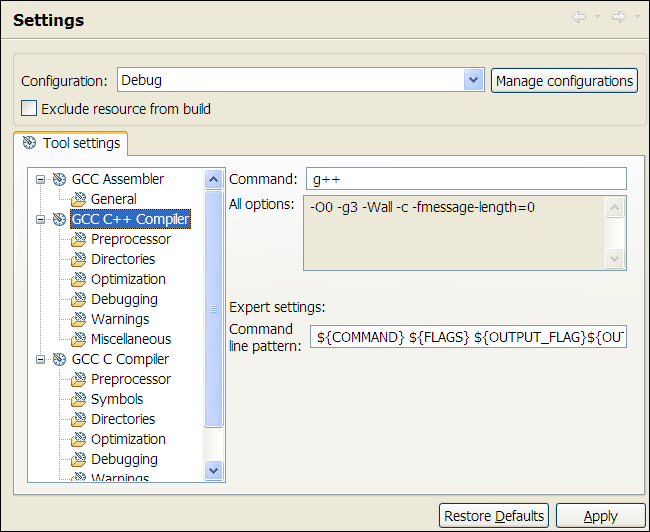 Settings
Configuration: Debug Manage configurations
Exclude resource from build
Tool settings
GCC Assembler
General
GCC C++ Compiler
Preprocessor
Directories
Optimization
Debugging
Warnings
Miscellaneous
GCC C Compiler
Preprocessor
Symbols
Directories
Optimization
Debugging
Warnings
Command: g++
All options: -O0 -g3 -Wall -c -fmessage-length=0
Expert settings:
Command
line pattern: ${COMMAND} ${FLAGS} ${OUTPUT_FLAG}${OUT
Restore Defaults Apply